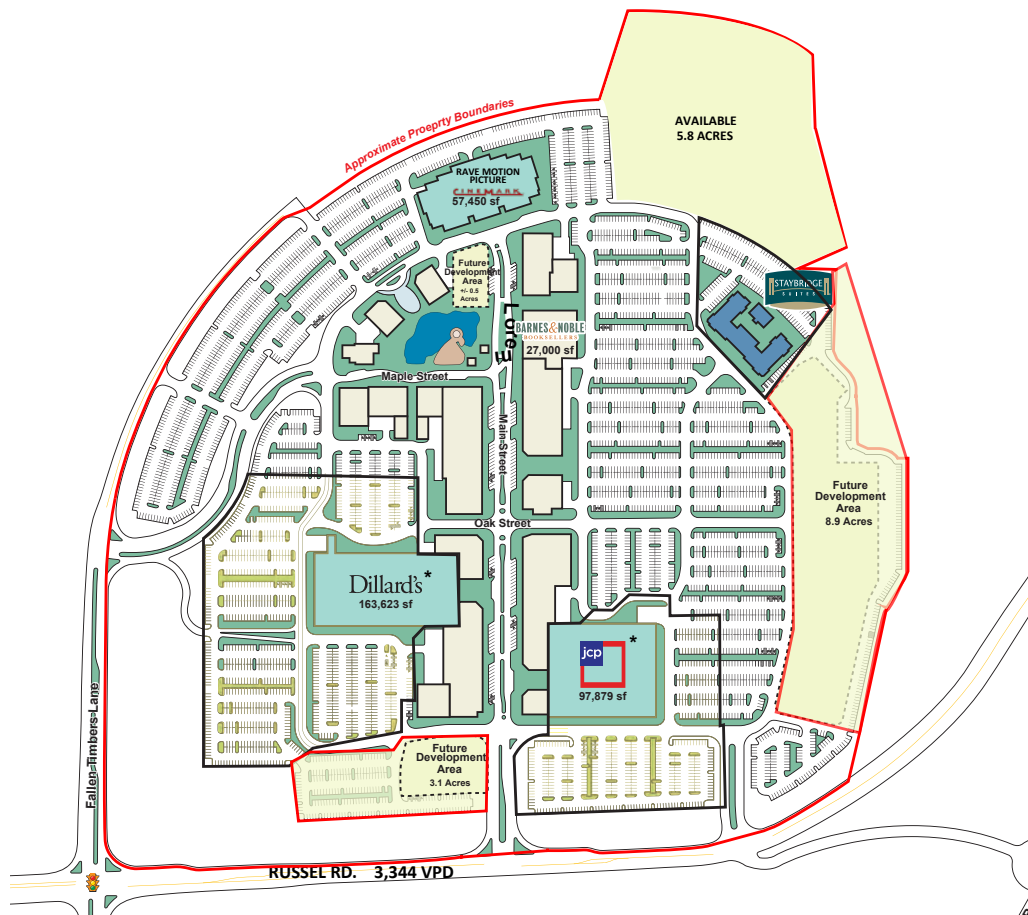 AVAILABLE
5.8 ACRES
Approximate Proeprty Boundaries
RAVE MOTION
PICTURE
CINEMARK
57,450 sf
Future
Development
Area
+/- 0.5
Acres
STAYBRIDGE
SUITES
Lorem
BARNES&NOBLE
BOOKSELLERS
27,000 sf
Maple Street
Main Street
Future
Development
Area
8.9 Acres
Oak Street
Dillard's*
163,623 sf
jcp
*
97,879 sf
Fallen Timbers Lane
Future
Development
Area
3.1 Acres
RUSSEL RD. 3,344 VPD